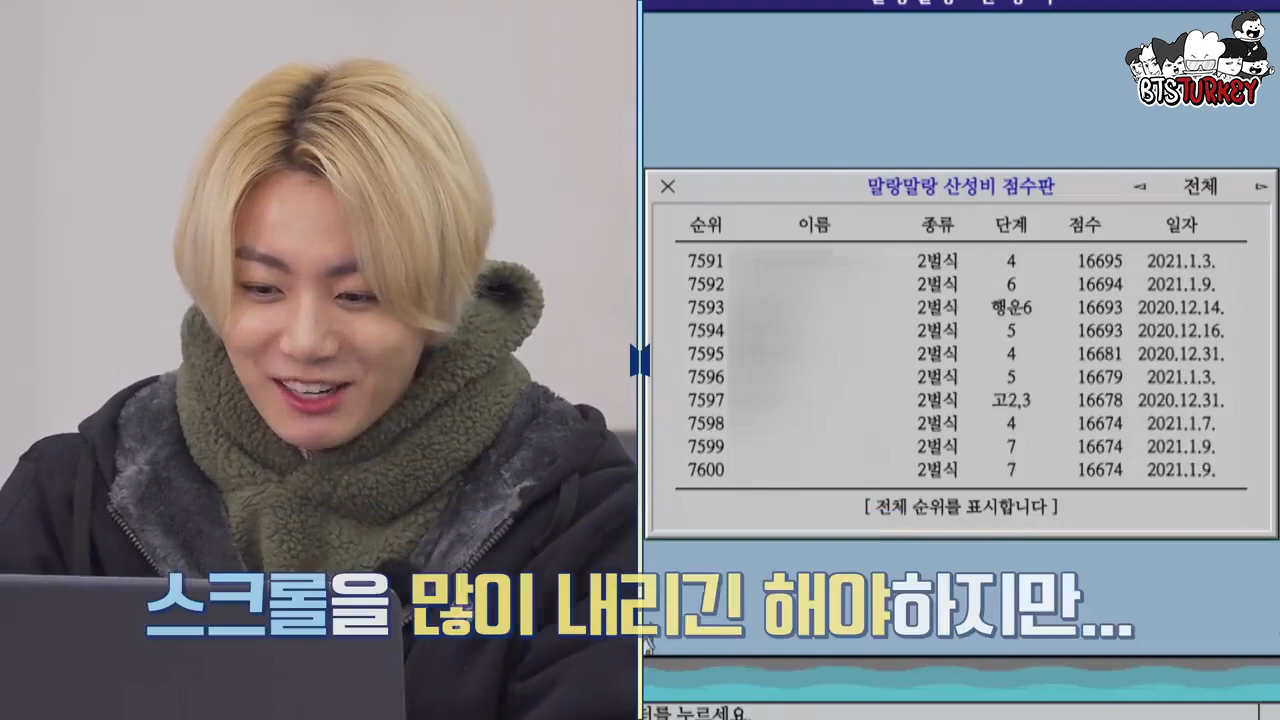 BTSTURKEY
말랑말랑 산성비 점수판
전체
순위 이름 종류 단계 점수 일자
7591 2벌식 4 16695 2021.1.3.
7592 2벌식 6 16694 2021.1.9.
7593 2벌식 행운6 16693 2020.12.14.
7594 2벌식 5 16693 2020.12.16.
7595 2벌식 4 16681 2020.12.31.
7596 2벌식 5 16679 2021.1.3.
7597 2벌식 고2,3 16678 2020.12.31.
7598 2벌식 4 16674 2021.1.7.
7599 2벌식 7 16674 2021.1.9.
7600 2벌식 7 16674 2021.1.9.
[ 전체 순위를 표시합니다 ]
스크롤을 많이 내리긴 해야하지만...
누르세요.